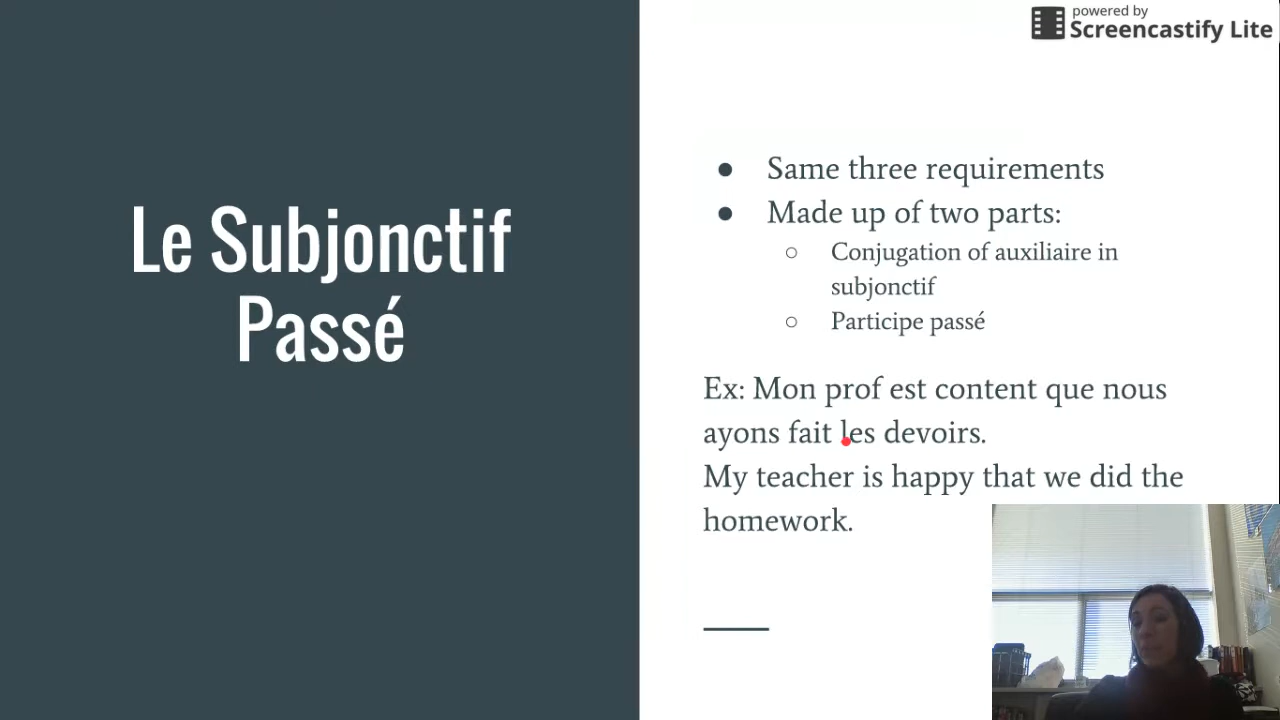 powered by
Screencastify Lite
Le Subjonctif
Passé
● Same three requirements
● Made up of two parts:
○ Conjugation of auxiliaire in
subjonctif
○ Participe passé
Ex: Mon prof est content que nous
ayons fait les devoirs.
My teacher is happy that we did the
homework.